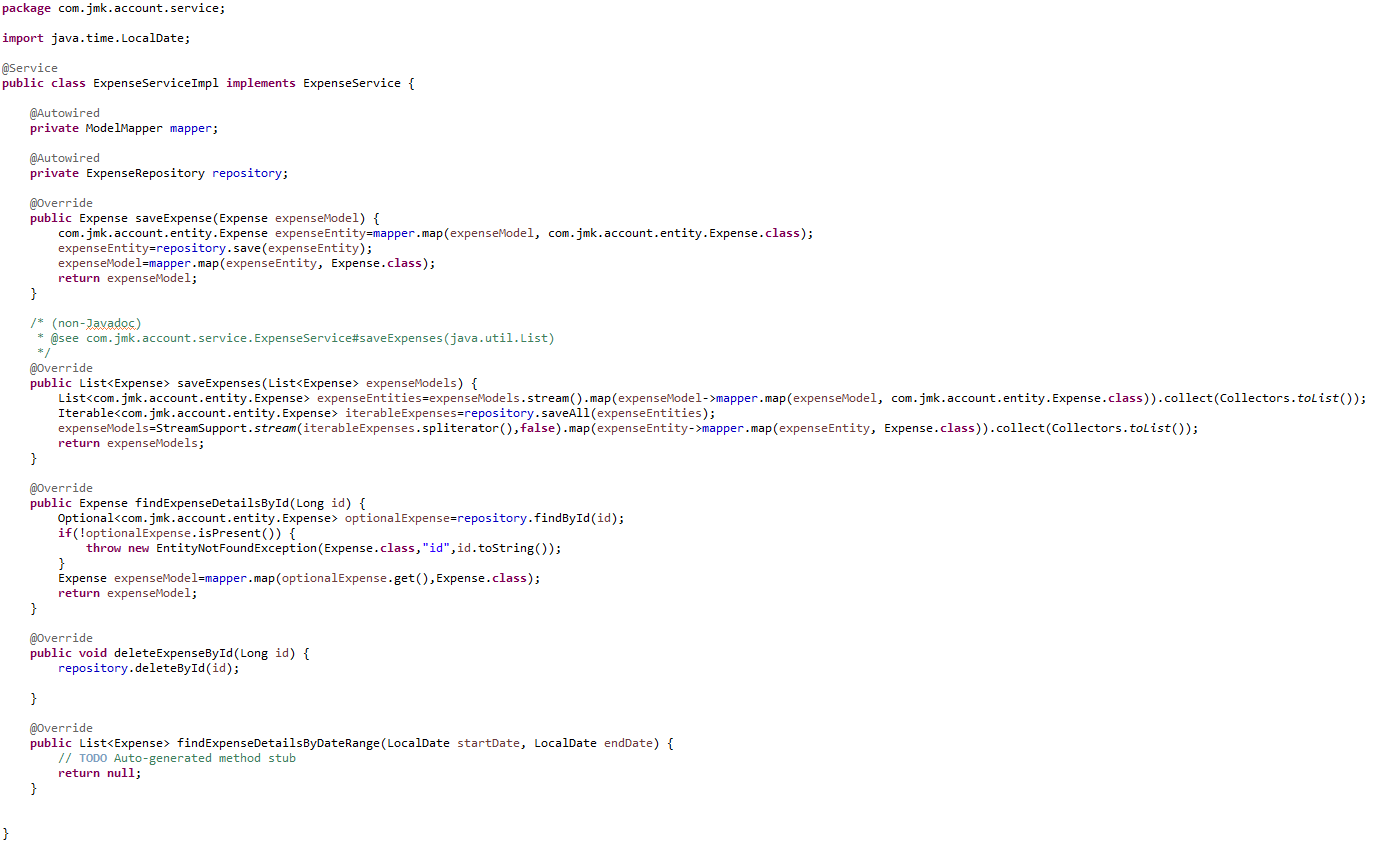 package com.jmk.account.service;
import java.time.LocalDate;
@Service
public class ExpenseServiceImpl implements ExpenseService {
@Autowired
private ModelMapper mapper;
@Autowired
private ExpenseRepository repository;
@Override
public Expense saveExpense(Expense expenseModel) {
com.jmk.account.entity.Expense expenseEntity=mapper.map(expenseModel, com.jmk.account.entity.Expense.class);
expenseEntity=repository.save(expenseEntity);
expenseModel=mapper.map(expenseEntity, Expense.class);
return expenseModel;
}
/* (non-Javadoc)
* @see com.jmk.account.service.ExpenseService#saveExpenses(java.util.List)
*/
@Override
public List<Expense> saveExpenses(List<Expense> expenseModels) {
List<com.jmk.account.entity.Expense> expenseEntities=expenseModels.stream().map(expenseModel->mapper.map(expenseModel, com.jmk.account.entity.Expense.class)).collect(Collectors.toList());
Iterable<com.jmk.account.entity.Expense> iterableExpenses=repository.saveAll(expenseEntities);
expenseModels=StreamSupport.stream(iterableExpenses.spliterator(),false).map(expenseEntity->mapper.map(expenseEntity, Expense.class)).collect(Collectors.toList());
return expenseModels;
}
@Override
public Expense findExpenseDetailsById(Long id) {
Optional<com.jmk.account.entity.Expense> optionalExpense=repository.findById(id);
if(!optionalExpense.isPresent()) {
throw new EntityNotFoundException(Expense.class,"id",id.toString());
}
Expense expenseModel=mapper.map(optionalExpense.get(),Expense.class);
return expenseModel;
}
@Override
public void deleteExpenseById(Long id) {
repository.deleteById(id);
}
@Override
public List<Expense> findExpenseDetailsByDateRange(LocalDate startDate, LocalDate endDate) {
// TODO Auto-generated method stub
return null;
}
}